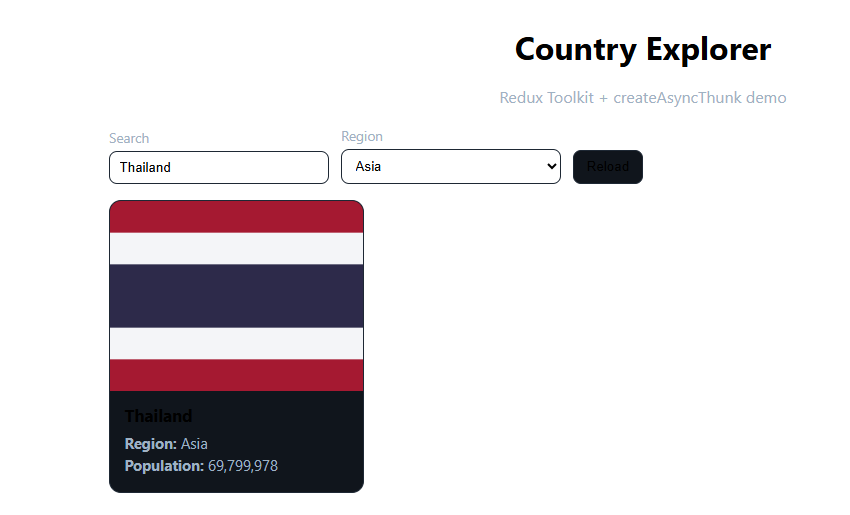 Country Explorer
Redux Toolkit + createAsyncThunk demo
Search
Region
Thailand
Asia
Reload
Thailand
Region: Asia
Population: 69,799,978